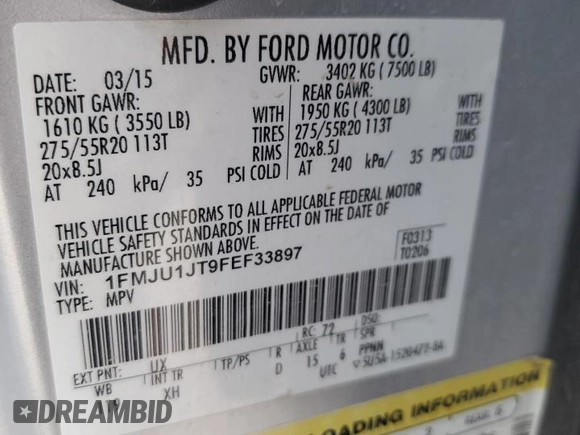 MFD. BY FORD MOTOR CO.
DATE: 03/15 GVWR: 3402 KG ( 7500 LB)
FRONT GAWR: REAR GAWR:
1610 KG ( 3550 LB) WITH 1950 KG ( 4300 LB) WITH
275/55R20 113T TIRES 275/55R20 113T TIRES
20x8.5J RIMS 20x8.5J RIMS
AT 240 kPa/ 35 PSI COLD AT 240 kPa/ 35 PSI COLD
THIS VEHICLE CONFORMS TO ALL APPLICABLE FEDERAL MOTOR
VEHICLE SAFETY STANDARDS IN EFFECT ON THE DATE OF
MANUFACTURE SHOWN ABOVE. F0313
VIN: 1FMJU1JT9FEF33897 T0206
TYPE: MPV
EXT PNT: UX RC: 72 DSO:
WB INT TR TP/PS R AXLE TR SPR
119 XH D 15 6 PPNN
UTC
LOADING INFORMATION
DREAMBID